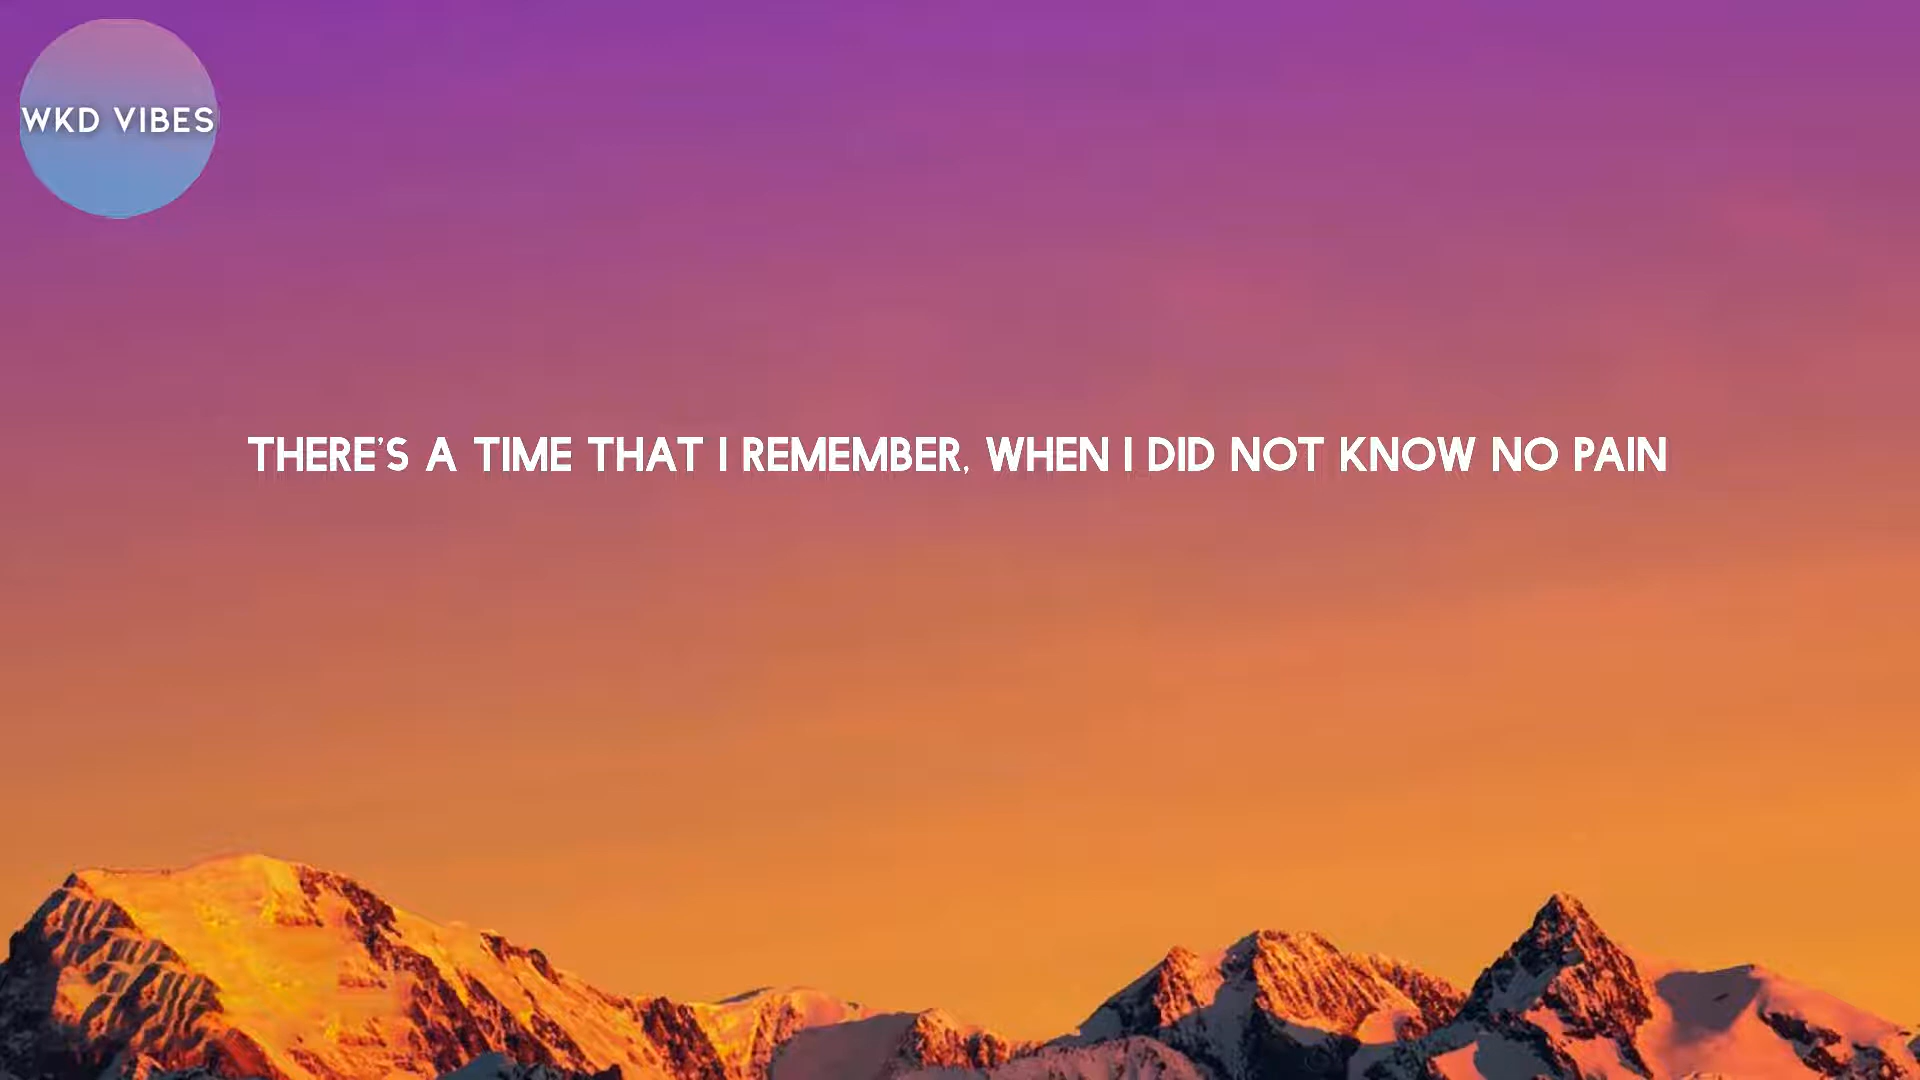 WKD VIBES
THERE'S A TIME THAT I REMEMBER, WHEN I DID NOT KNOW NO PAIN